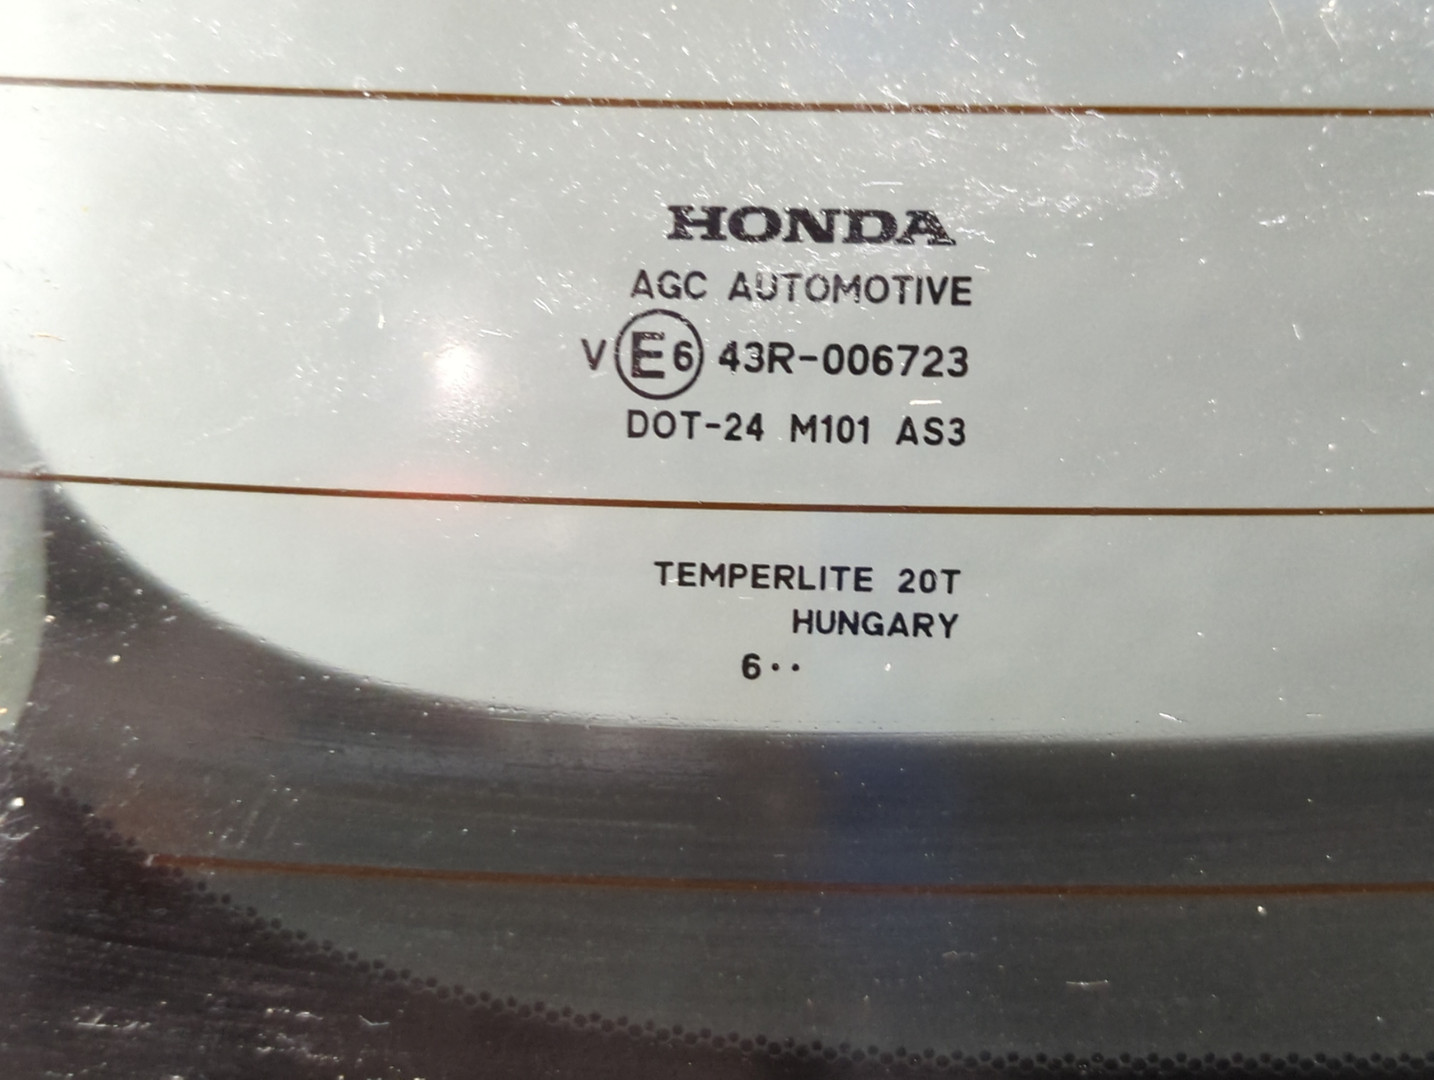 HONDA
AGC AUTOMOTIVE
V E6 43R-006723
DOT-24 M101 AS3
TEMPERLITE 20T
HUNGARY
6··